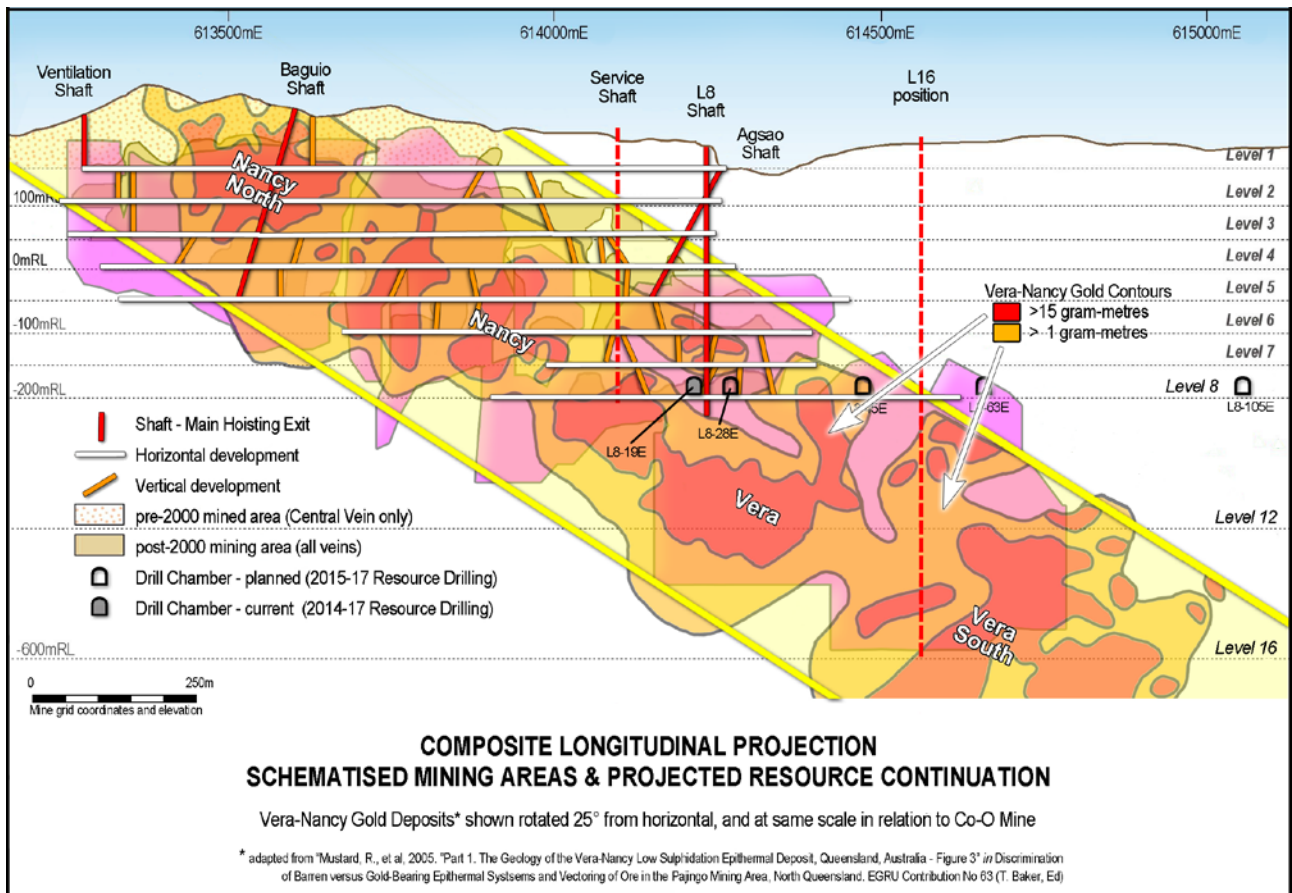 613500mE
614000mE
614500mE
615000mE
Ventilation
Shaft
Baguio
Shaft
Service
Shaft
L8
Shaft
Agsao
Shaft
L16
position
Nancy
North
Level 1
100mRL
Level 2
Level 3
0mRL
Level 4
Level 5
Vera-Nancy Gold Contours
>15 gram-metres
> 1 gram-metres
-100mRL
Nancy
Level 6
Level 7
-200mRL
Level 8
L8-105E
L8-19E
L8-28E
Shaft - Main Hoisting Exit
Horizontal development
Vertical development
pre-2000 mined area (Central Vein only)
post-2000 mining area (all veins)
Drill Chamber - planned (2015-17 Resource Drilling)
Drill Chamber - current (2014-17 Resource Drilling)
Vera
Level 12
Vera
South
-600mRL
Level 16
0 250m
Mine grid coordinates and elevation
COMPOSITE LONGITUDINAL PROJECTION
SCHEMATISED MINING AREAS & PROJECTED RESOURCE CONTINUATION
Vera-Nancy Gold Deposits* shown rotated 25° from horizontal, and at same scale in relation to Co-O Mine
* adapted from "Mustard, R., et al, 2005. "Part 1. The Geology of the Vera-Nancy Low Sulphidation Epithermal Deposit, Queensland, Australia - Figure 3" in Discrimination
of Barren versus Gold-Bearing Epithermal Systsems and Vectoring of Ore in the Pajingo Mining Area, North Queensland. EGRU Contribution No 63 (T. Baker, Ed)